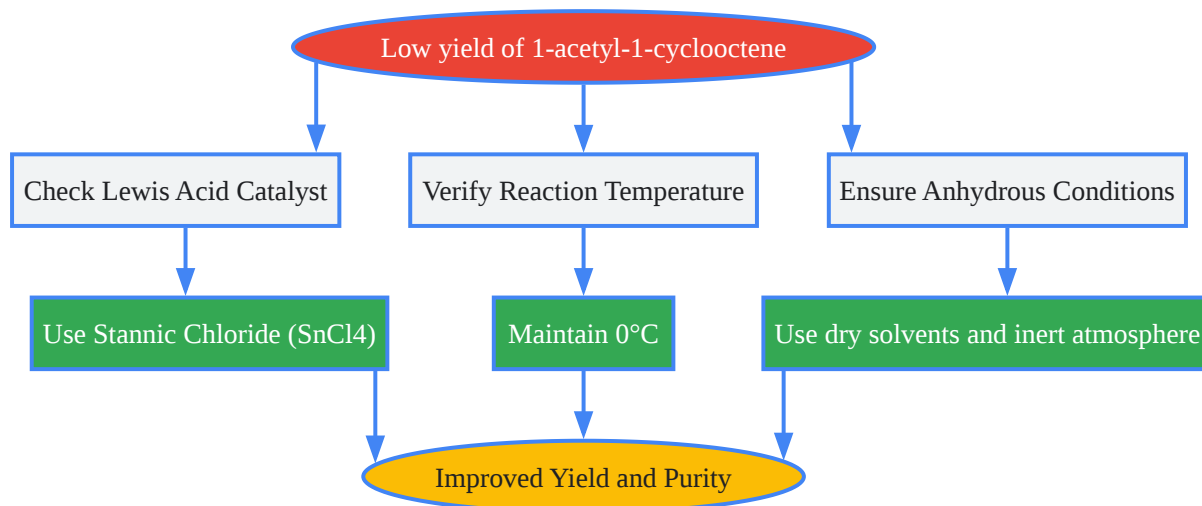 Low yield of 1-acetyl-1-cyclooctene
Check Lewis Acid Catalyst
Verify Reaction Temperature
Ensure Anhydrous Conditions
Use Stannic Chloride (SnCl4)
Maintain 0°C
Use dry solvents and inert atmosphere
Improved Yield and Purity